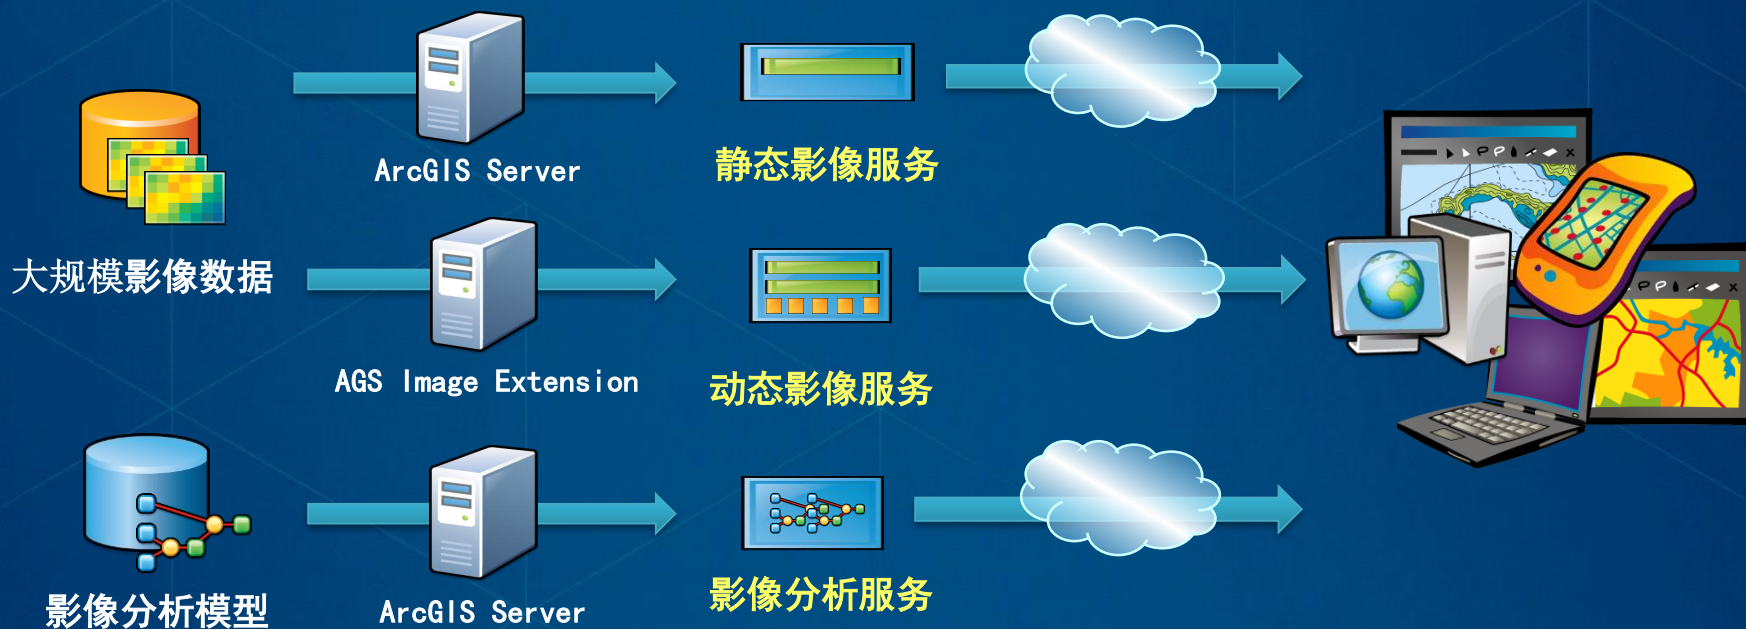 ArcGIS Server
静态影像服务
大规模影像数据
AGS Image Extension
动态影像服务
影像分析模型
ArcGIS Server
影像分析服务